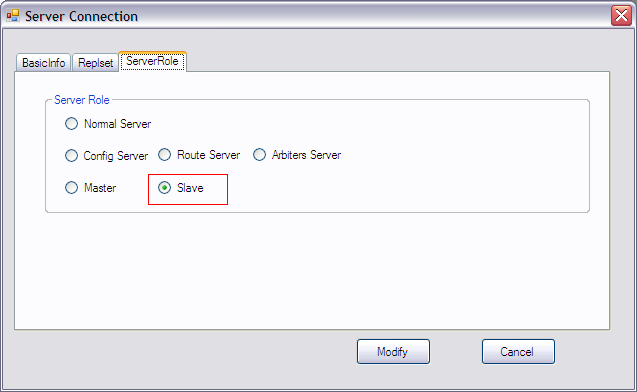 Server Connection
BasicInfo Replset ServerRole
Server Role
Normal Server
Config Server Route Server Arbiters Server
Master Slave
Modify Cancel